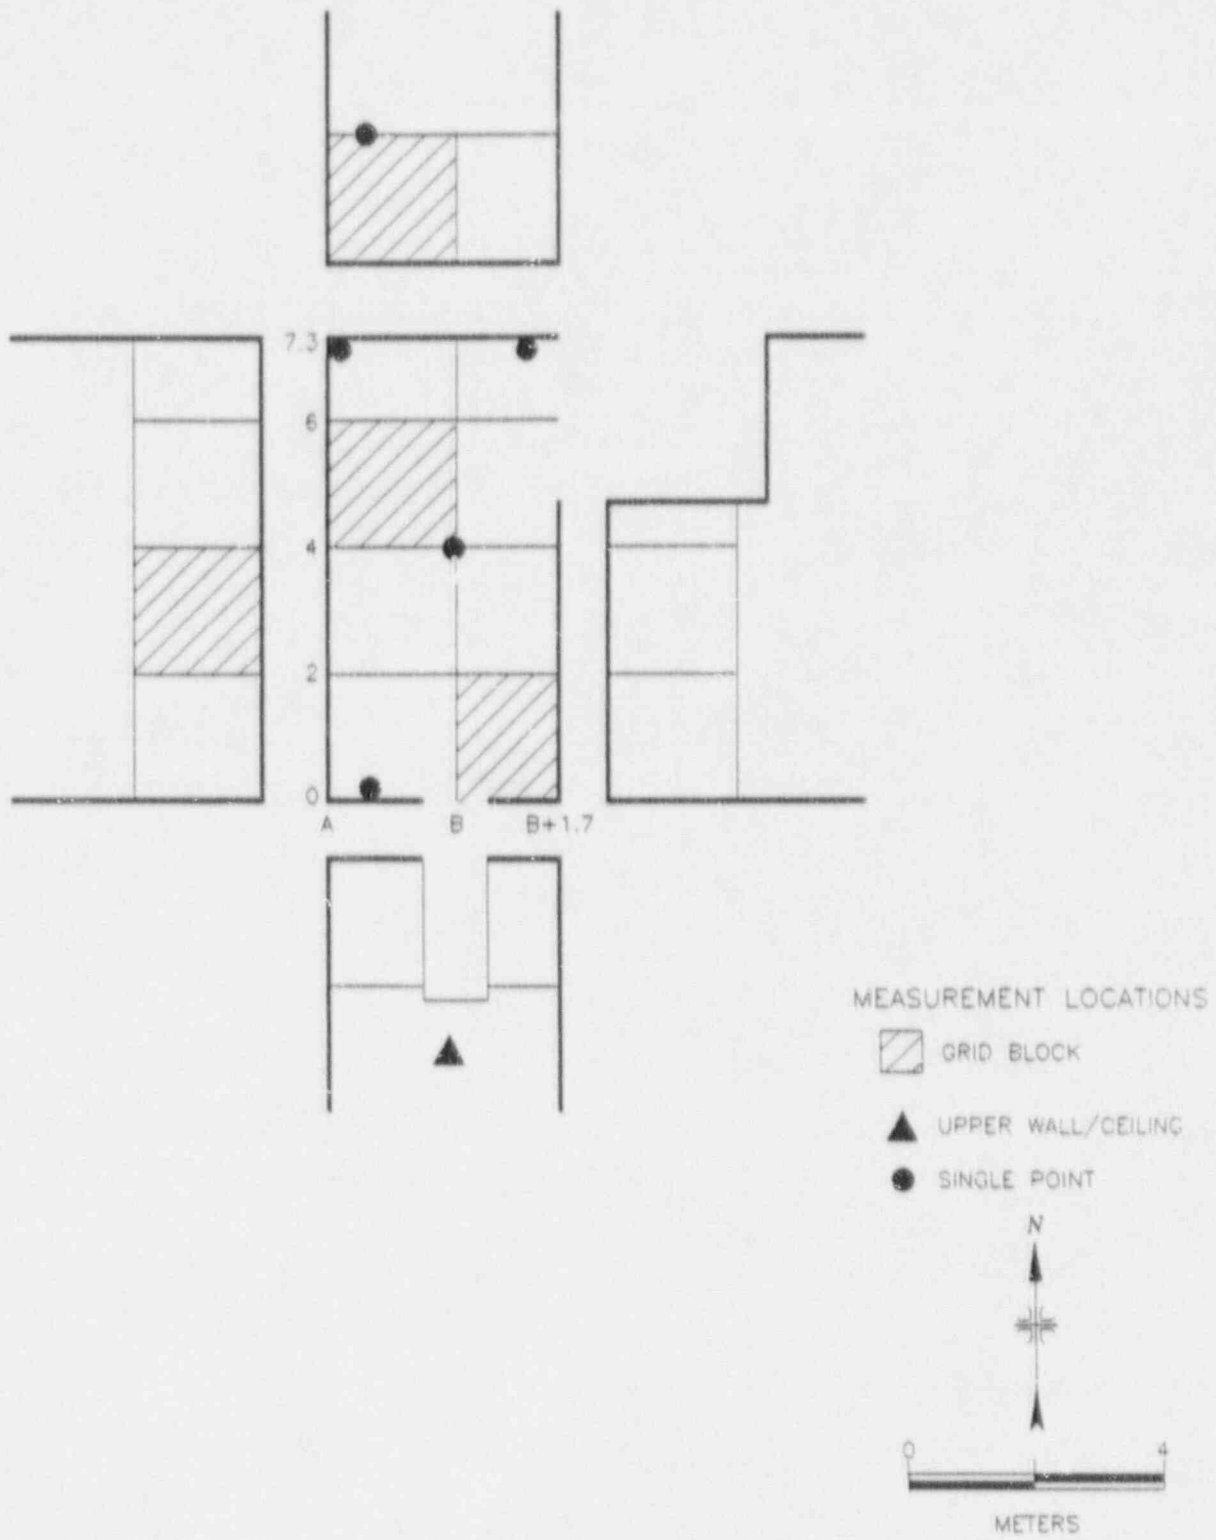 7.3
6
4
2
0
A B B+1.7
MEASUREMENT LOCATIONS
GRID BLOCK
UPPER WALL/CEILING
SINGLE POINT
N
0 4
METERS